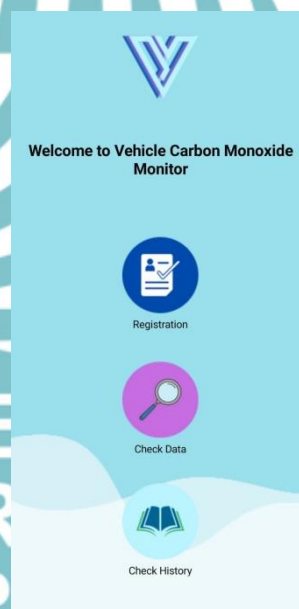 Welcome to Vehicle Carbon Monoxide
Monitor
Registration
Check Data
Check History